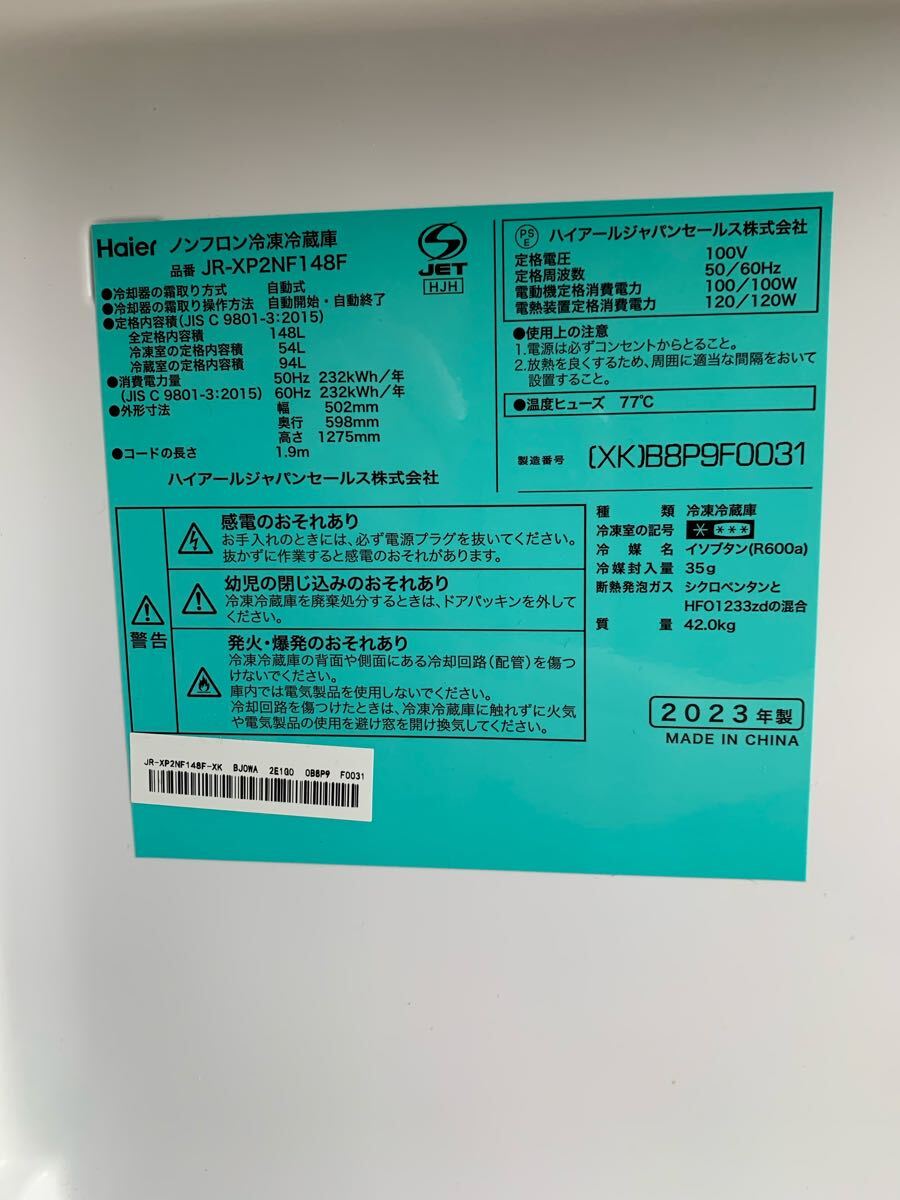 Haier ノンフロン冷凍冷蔵庫
品番 JR-XP2NF148F
JET
HJH
●冷却器の霜取り方式 自動式
●冷却器の霜取り操作方法 自動開始・自動終了
●定格内容積(JIS C 9801-3:2015)
全定格内容積 148L
冷凍室の定格内容積 54L
冷蔵室の定格内容積 94L
●消費電力量 50Hz 232kWh/年
(JIS C 9801-3:2015) 60Hz 232kWh/年
●外形寸法 幅 502mm
奥行 598mm
高さ 1275mm
●コードの長さ 1.9m
ハイアールジャパンセールス株式会社
PSE ハイアールジャパンセールス株式会社
定格電圧 100V
定格周波数 50/60Hz
電動機定格消費電力 100/100W
電熱装置定格消費電力 120/120W
●使用上の注意
1.電源は必ずコンセントからとること。
2.放熱を良くするため、周囲に適当な間隔をおいて
設置すること。
●温度ヒューズ 77℃
製造番号 (XK)B8P9F0031
警告
感電のおそれあり
お手入れのときには、必ず電源プラグを抜いてください。
抜かずに作業すると感電のおそれがあります。
幼児の閉じ込めのおそれあり
冷凍冷蔵庫を廃棄処分するときは、ドアパッキンを外して
ください。
発火・爆発のおそれあり
冷凍冷蔵庫の背面や側面にある冷却回路(配管)を傷つ
けないでください。
庫内では電気製品を使用しないでください。
冷却回路を傷つけたときは、冷凍冷蔵庫に触れずに火気
や電気製品の使用を避け窓を開け換気してください。
種類 冷凍冷蔵庫
冷凍室の記号 * ***
冷媒名 イソブタン(R600a)
冷媒封入量 35g
断熱発泡ガス シクロペンタンと
HFO1233zdの混合
質量 42.0kg
2023年製
MADE IN CHINA
JR-XP2NF148F-XK BJ0WA 2E1G0 0B8P9 F0031